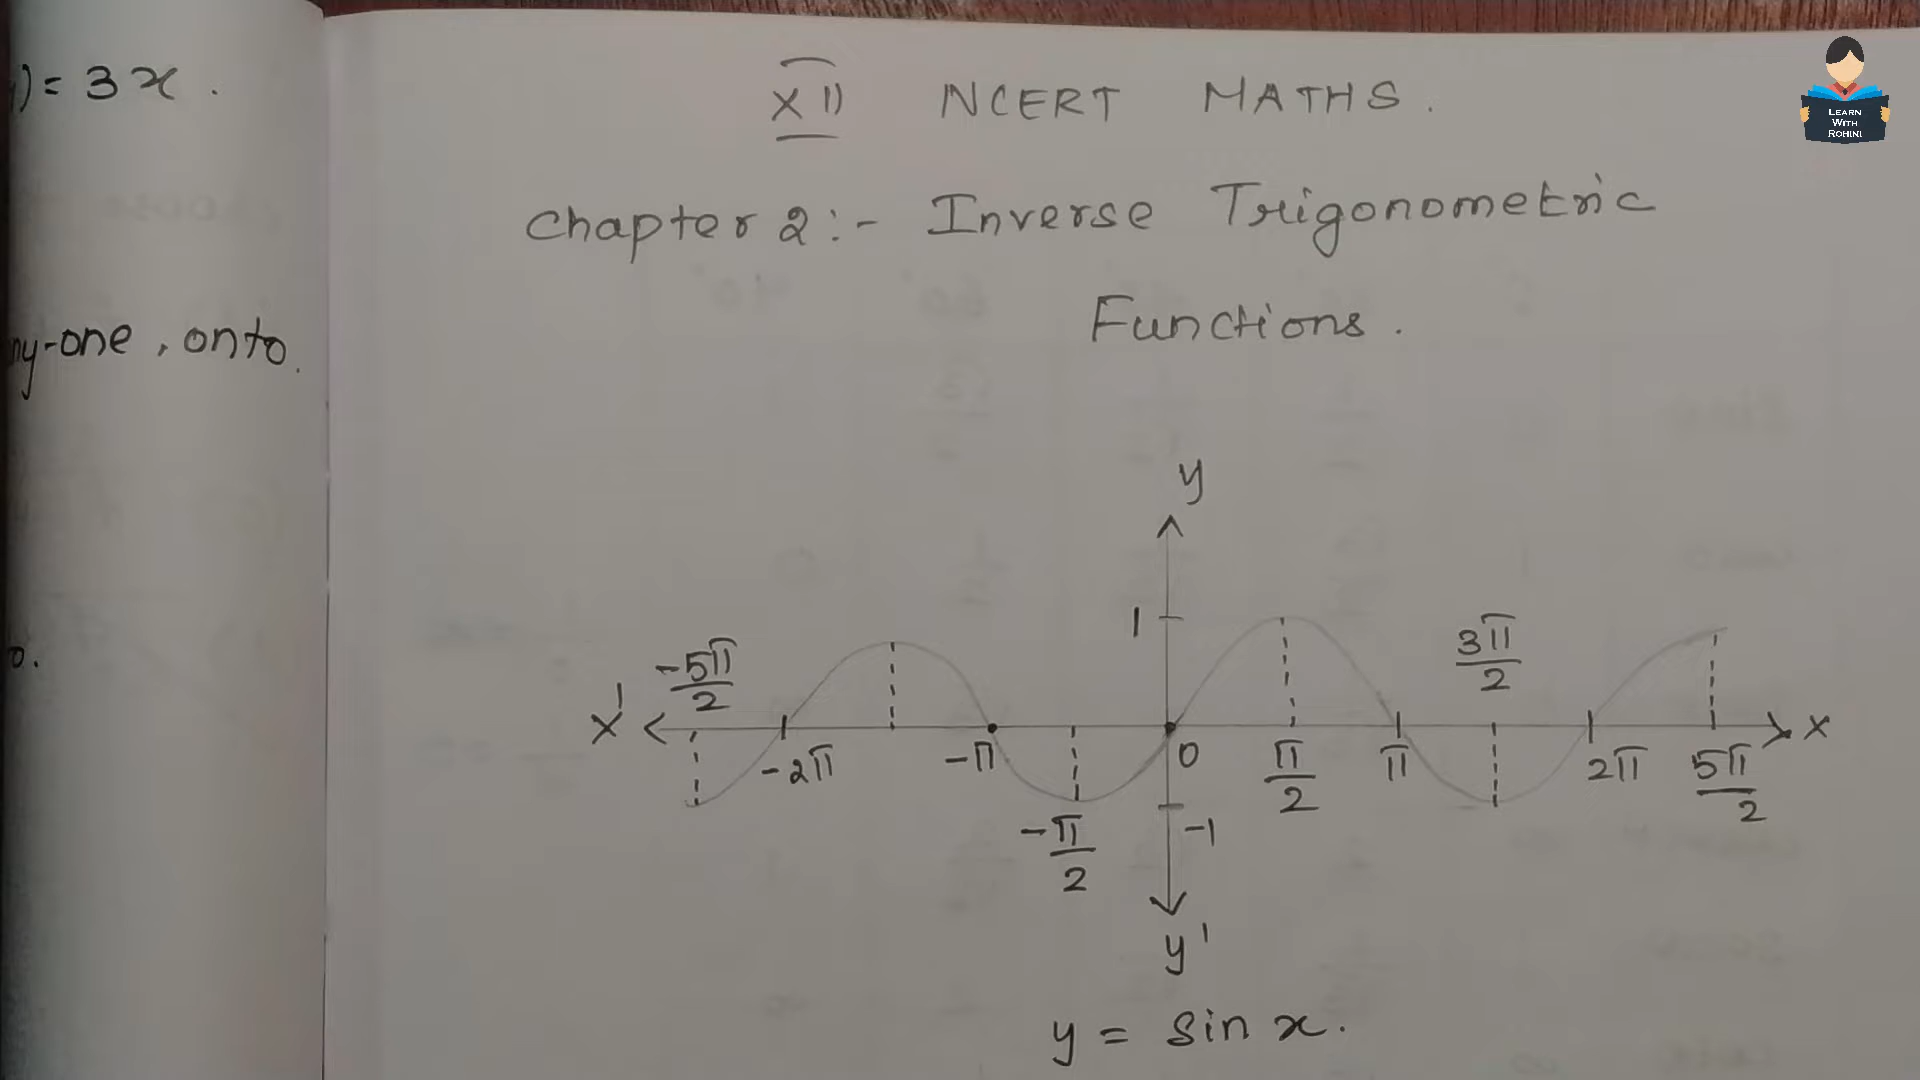 ) = 3x .
ny-one , onto.
o.
XII NCERT MATHS .
Chapter 2 :- Inverse Trigonometric
Functions .
y
1
-5π/2
3π/2
x'
x
-2π
-π
0
π/2
π
2π
5π/2
-π/2
-1
y'
y = sin x .
LEARN
WITH
ROHINI